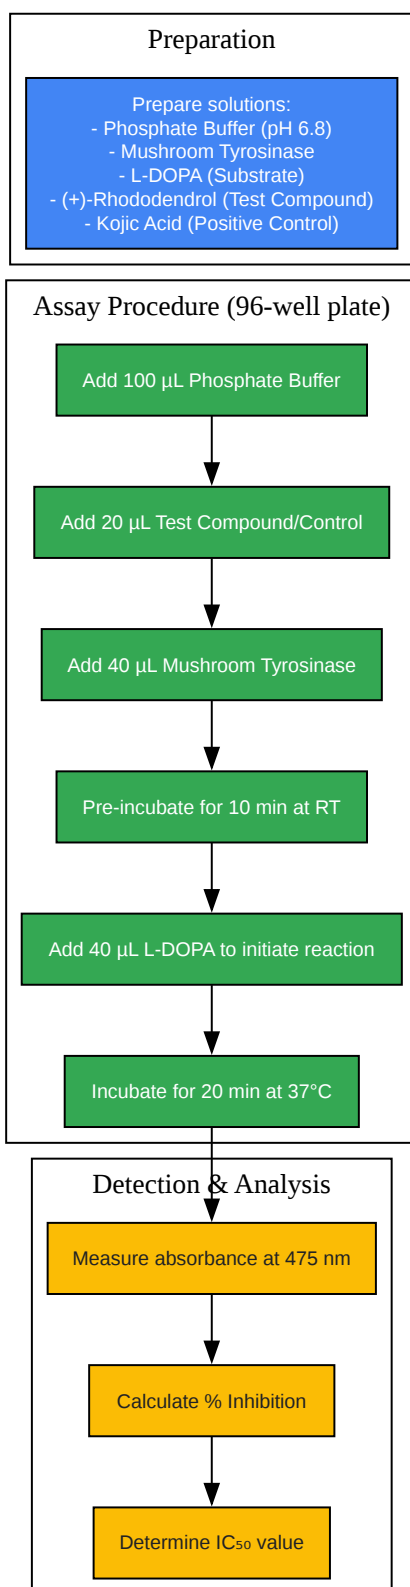 Preparation
Prepare solutions:
- Phosphate Buffer (pH 6.8)
- Mushroom Tyrosinase
- L-DOPA (Substrate)
- (+)-Rhododendrol (Test Compound)
- Kojic Acid (Positive Control)
Assay Procedure (96-well plate)
Add 100 µL Phosphate Buffer
Add 20 µL Test Compound/Control
Add 40 µL Mushroom Tyrosinase
Pre-incubate for 10 min at RT
Add 40 µL L-DOPA to initiate reaction
Incubate for 20 min at 37°C
Detection & Analysis
Measure absorbance at 475 nm
Calculate % Inhibition
Determine IC₅₀ value